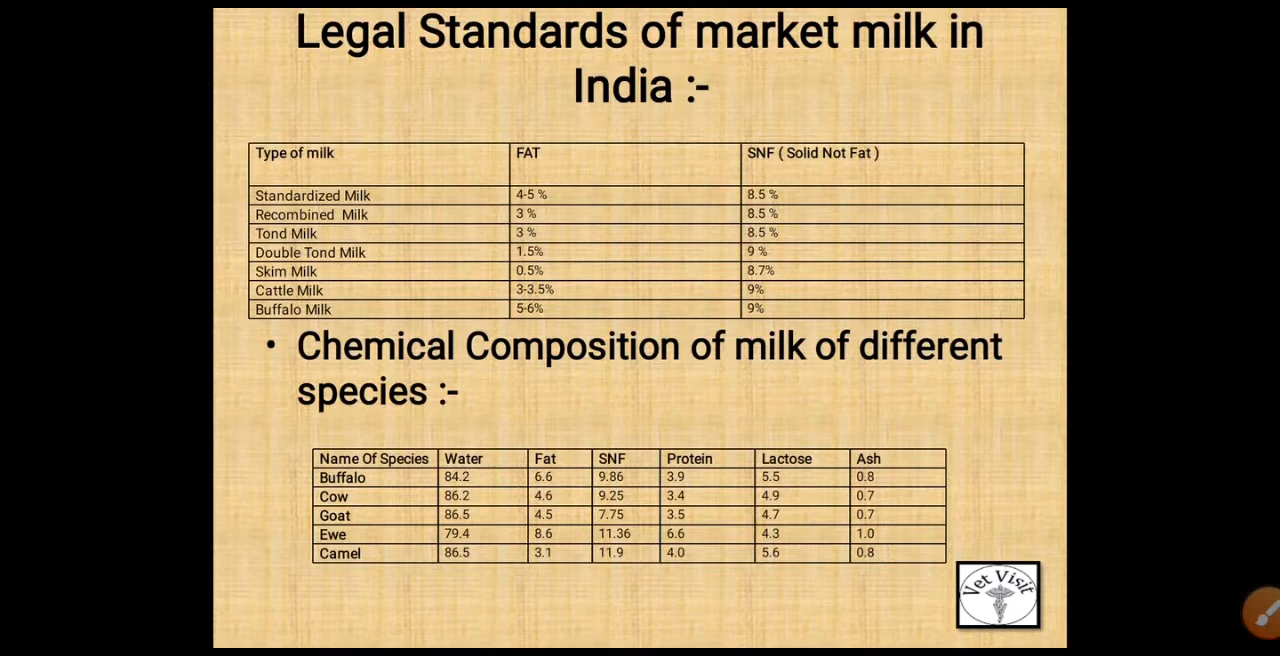 Legal Standards of market milk in
India :-
Type of milk FAT SNF ( Solid Not Fat )
Standardized Milk 4-5 % 8.5 %
Recombined Milk 3 % 8.5 %
Tond Milk 3 % 8.5 %
Double Tond Milk 1.5% 9 %
Skim Milk 0.5% 8.7%
Cattle Milk 3-3.5% 9%
Buffalo Milk 5-6% 9%
• Chemical Composition of milk of different
species :-
Name Of Species Water Fat SNF Protein Lactose Ash
Buffalo 84.2 6.6 9.86 3.9 5.5 0.8
Cow 86.2 4.6 9.25 3.4 4.9 0.7
Goat 86.5 4.5 7.75 3.5 4.7 0.7
Ewe 79.4 8.6 11.36 6.6 4.3 1.0
Camel 86.5 3.1 11.9 4.0 5.6 0.8
Vet Visit